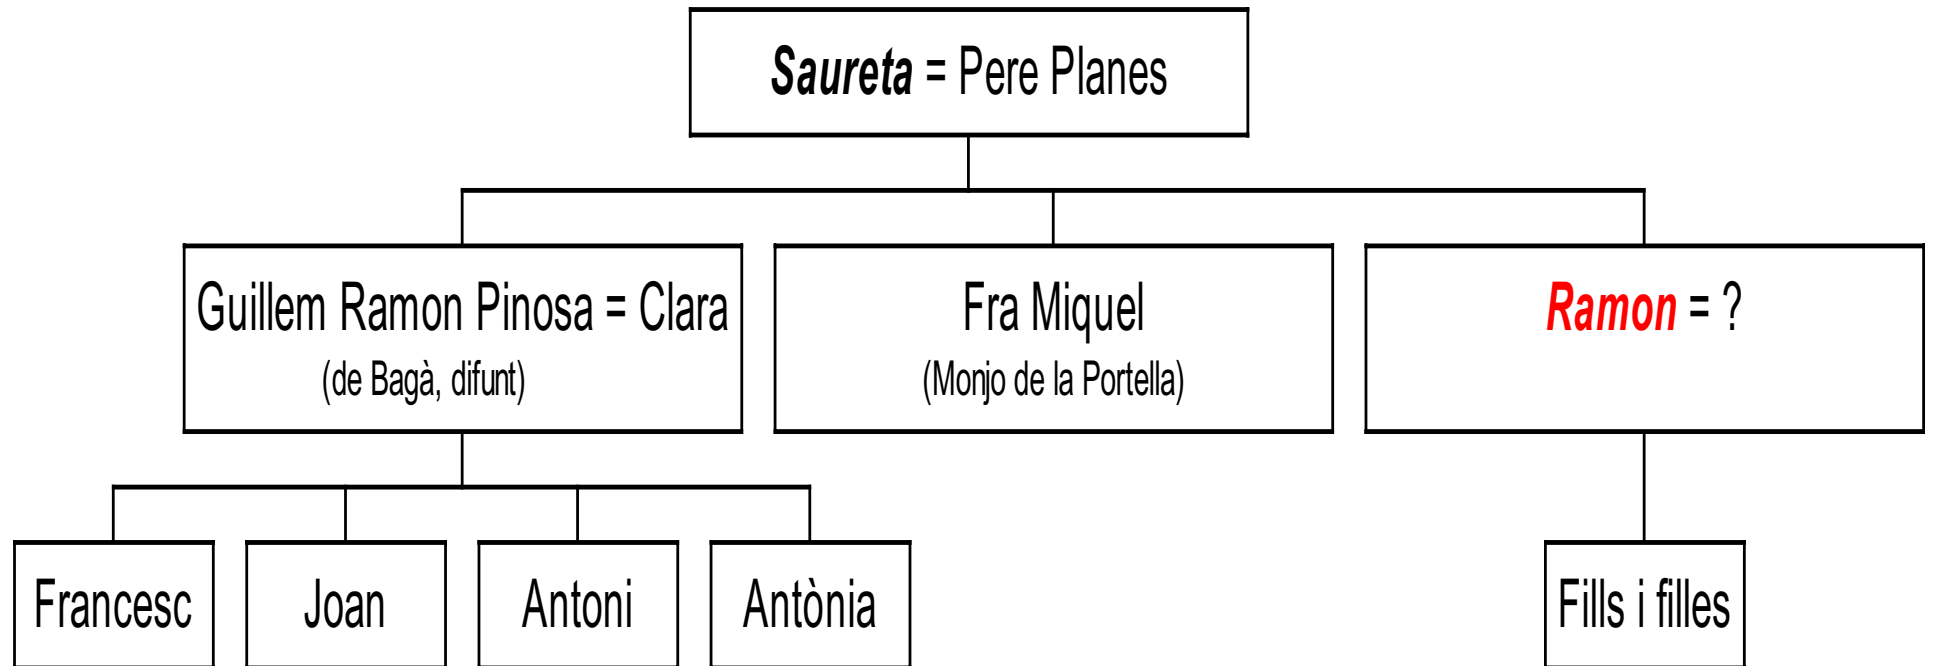 Saureta = Pere Planes
Guillem Ramon Pinosa = Clara
(de Bagà, difunt)
Fra Miquel
(Monjo de la Portella)
Ramon = ?
Francesc
Joan
Antoni
Antònia
Fills i filles